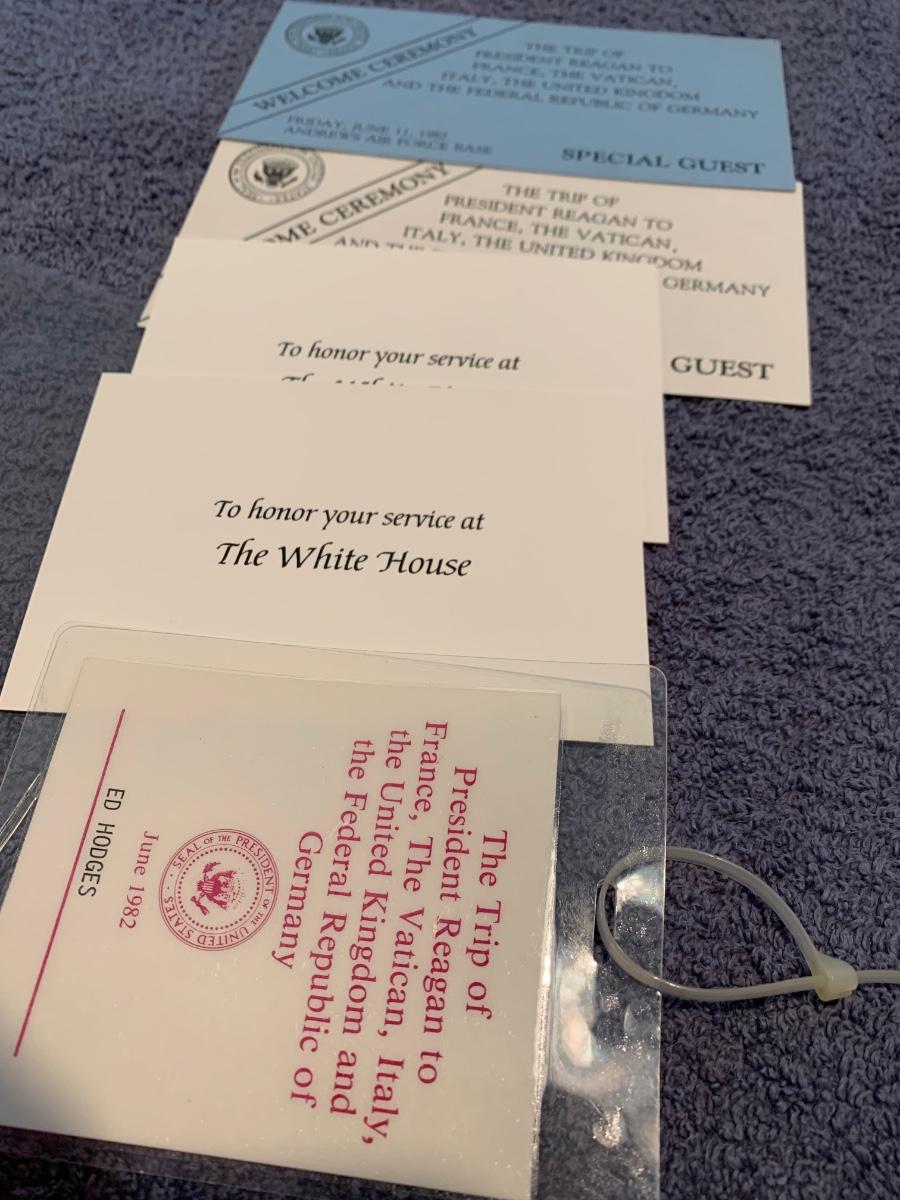 WELCOME CEREMONY
THE TRIP OF
PRESIDENT REAGAN TO
FRANCE, THE VATICAN,
ITALY, THE UNITED KINGDOM
AND THE FEDERAL REPUBLIC OF GERMANY
FRIDAY, JUNE 11, 1982
ANDREWS AIR FORCE BASE
SPECIAL GUEST
ME CEREMONY
THE TRIP OF
PRESIDENT REAGAN TO
FRANCE, THE VATICAN,
ITALY, THE UNITED KINGDOM
AND THE GERMANY
GUEST
To honor your service at
To honor your service at
The White House
The Trip of
President Reagan to
France, The Vatican, Italy,
the United Kingdom and
the Federal Republic of
Germany
SEAL OF THE PRESIDENT OF THE UNITED STATES
June 1982
ED HODGES